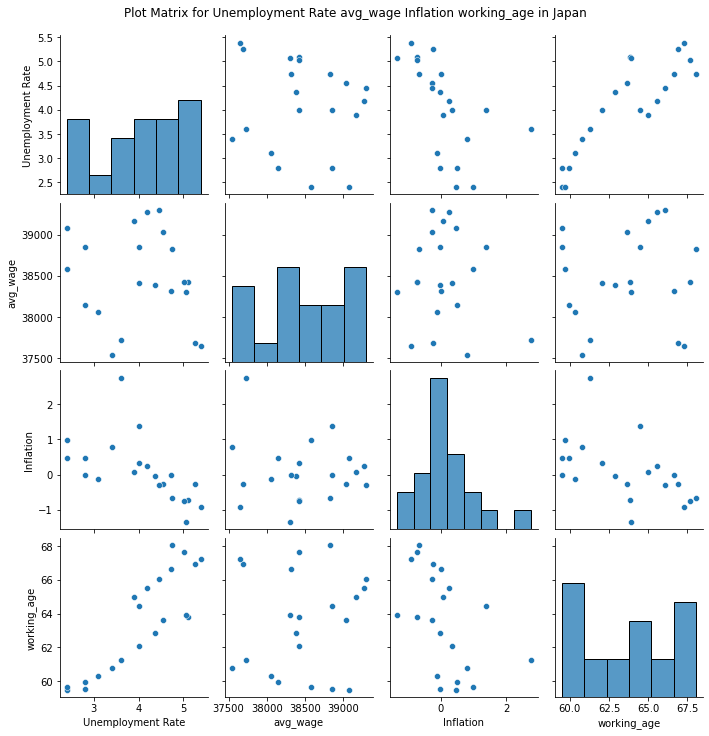 Plot Matrix for Unemployment Rate avg_wage Inflation working_age in Japan
5.5
5.0
4.5
4.0
3.5
3.0
2.5
Unemployment Rate
39000
38500
38000
37500
avg_wage
2
1
0
−1
Inflation
68
66
64
62
60
working_age
3 4 5
37500 38000 38500 39000
0 2
60.0 62.5 65.0 67.5
Unemployment Rate avg_wage Inflation working_age